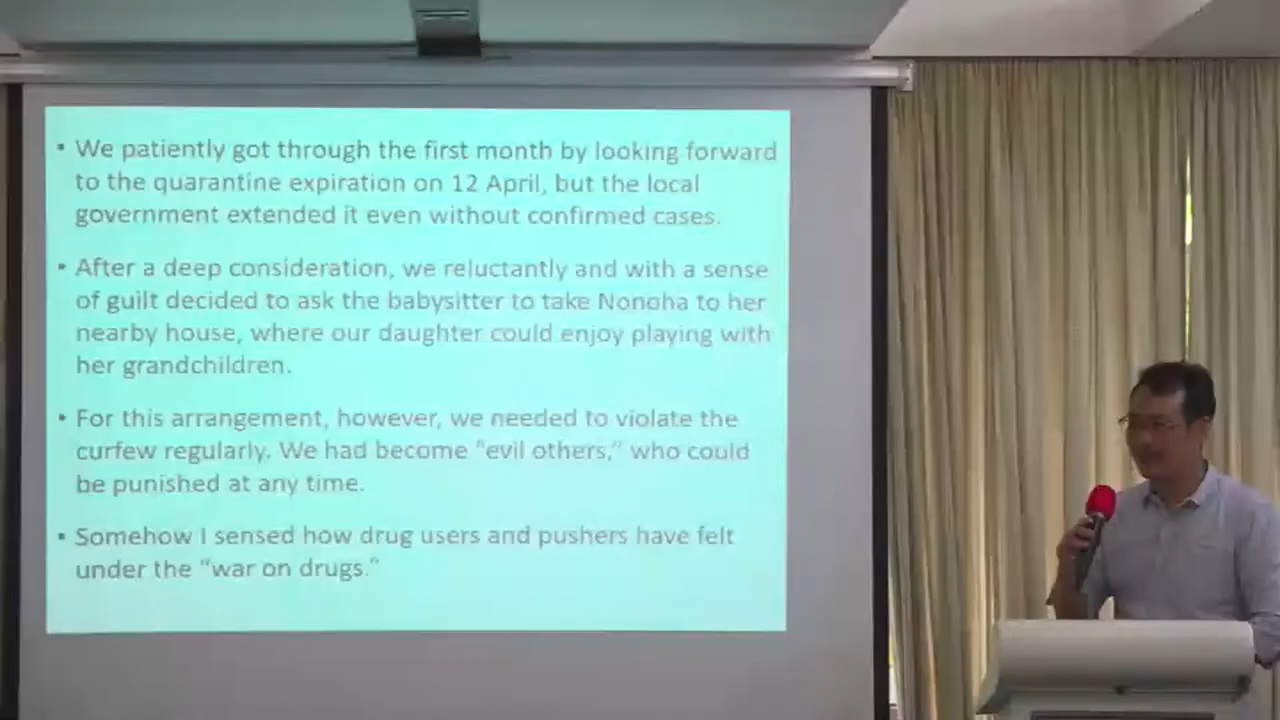 • We patiently got through the first month by looking forward
to the quarantine expiration on 12 April, but the local
government extended it even without confirmed cases.
• After a deep consideration, we reluctantly and with a sense
of guilt decided to ask the babysitter to take Nonoha to her
nearby house, where our daughter could enjoy playing with
her grandchildren.
• For this arrangement, however, we needed to violate the
curfew regularly. We had become "evil others," who could
be punished at any time.
• Somehow I sensed how drug users and pushers have felt
under the "war on drugs."